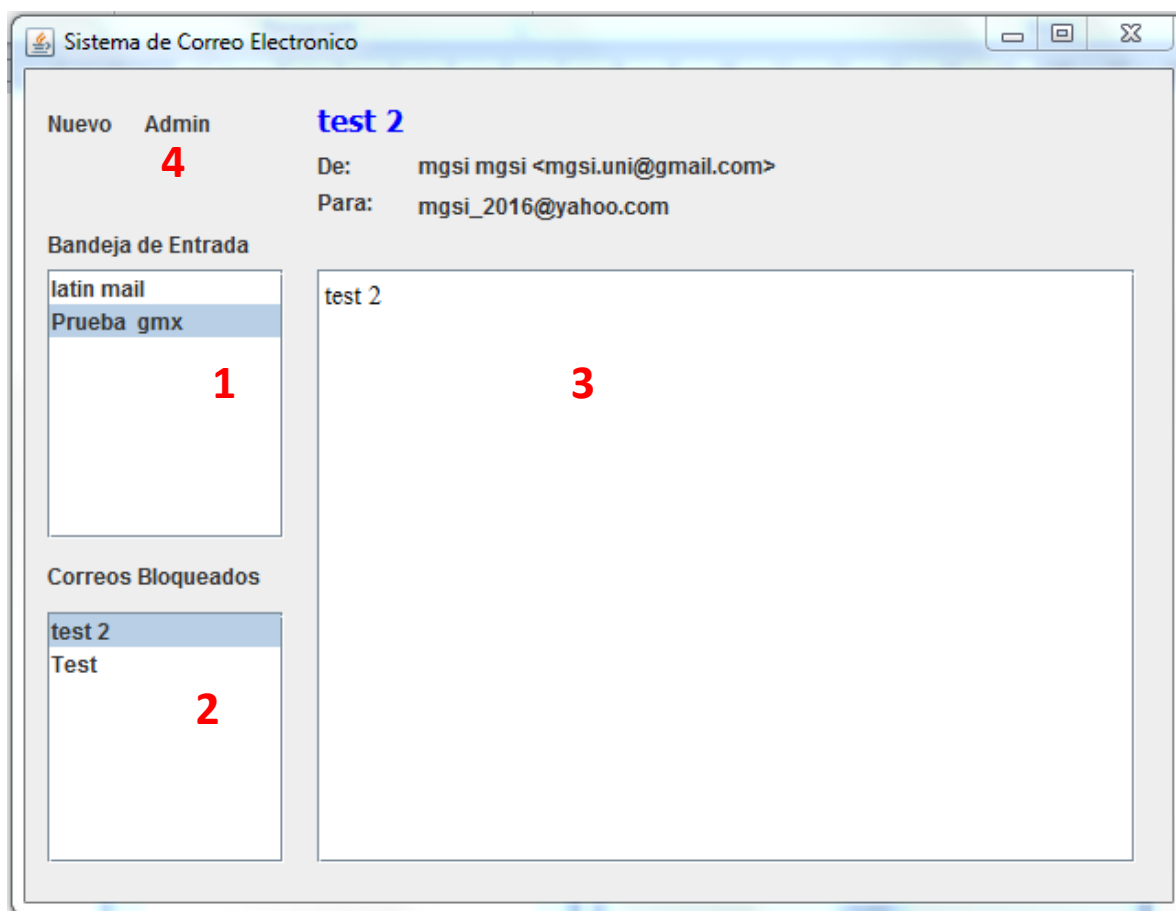 Sistema de Correo Electronico
Nuevo Admin
4
test 2
De: mgsi mgsi <mgsi.uni@gmail.com>
Para: mgsi_2016@yahoo.com
Bandeja de Entrada
latin mail
Prueba gmx
1
Correos Bloqueados
test 2
Test
2
test 2
3